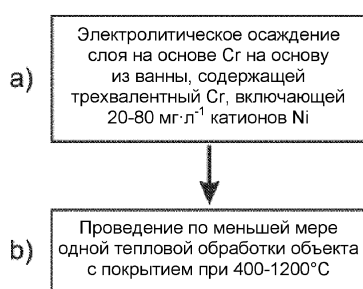 Электролитическое осаждение
слоя на основе Cr на основу
из ванны, содержащей
трехвалентный Cr, включающей
20-80 мг·л⁻¹ катионов Ni
a)
Проведение по меньшей мере
одной тепловой обработки объекта
с покрытием при 400-1200°C
b)